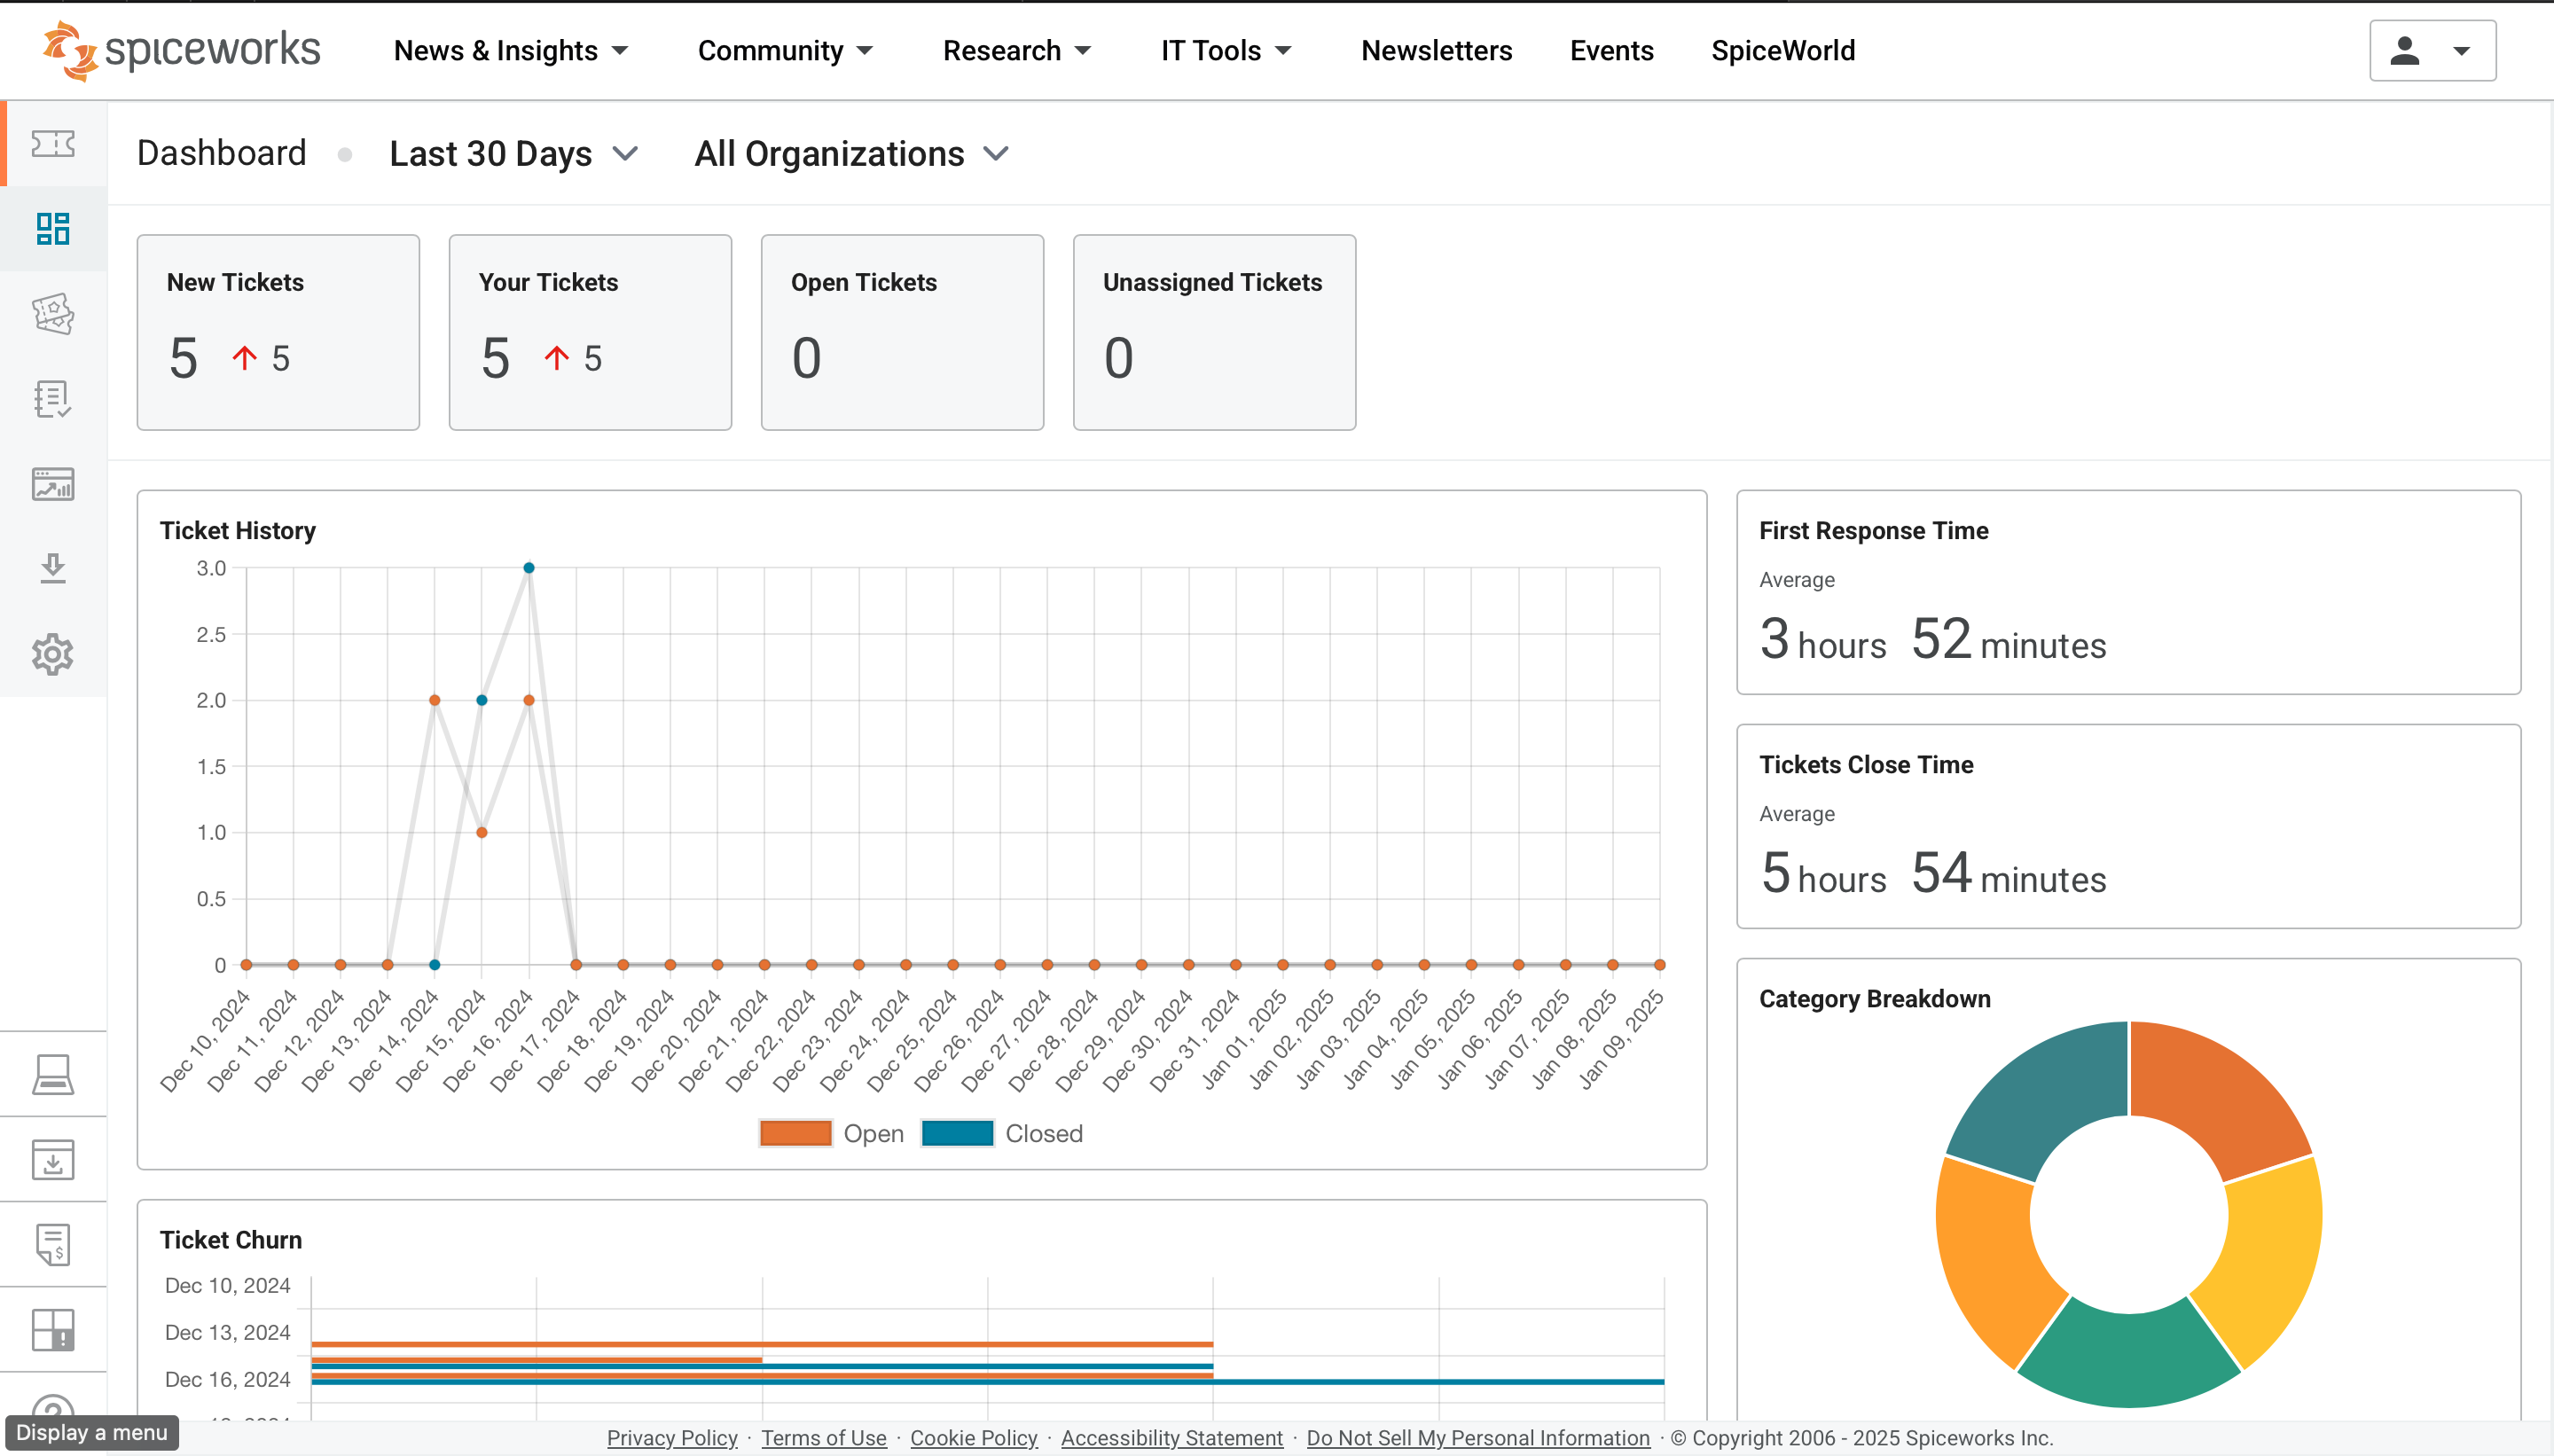 spiceworks News & Insights Community Research IT Tools Newsletters Events SpiceWorld
Dashboard Last 30 Days All Organizations
New Tickets
5 5
Your Tickets
5 5
Open Tickets
0
Unassigned Tickets
0
Ticket History
3.0
2.5
2.0
1.5
1.0
0.5
0
Dec 10, 2024
Dec 11, 2024
Dec 12, 2024
Dec 13, 2024
Dec 14, 2024
Dec 15, 2024
Dec 16, 2024
Dec 17, 2024
Dec 18, 2024
Dec 19, 2024
Dec 20, 2024
Dec 21, 2024
Dec 22, 2024
Dec 23, 2024
Dec 24, 2024
Dec 25, 2024
Dec 26, 2024
Dec 27, 2024
Dec 28, 2024
Dec 29, 2024
Dec 30, 2024
Dec 31, 2024
Jan 01, 2025
Jan 02, 2025
Jan 03, 2025
Jan 04, 2025
Jan 05, 2025
Jan 06, 2025
Jan 07, 2025
Jan 08, 2025
Jan 09, 2025
Open Closed
First Response Time
Average
3 hours 52 minutes
Tickets Close Time
Average
5 hours 54 minutes
Category Breakdown
Ticket Churn
Dec 10, 2024
Dec 13, 2024
Dec 16, 2024
Display a menu
Privacy Policy · Terms of Use · Cookie Policy · Accessibility Statement · Do Not Sell My Personal Information · © Copyright 2006 - 2025 Spiceworks Inc.